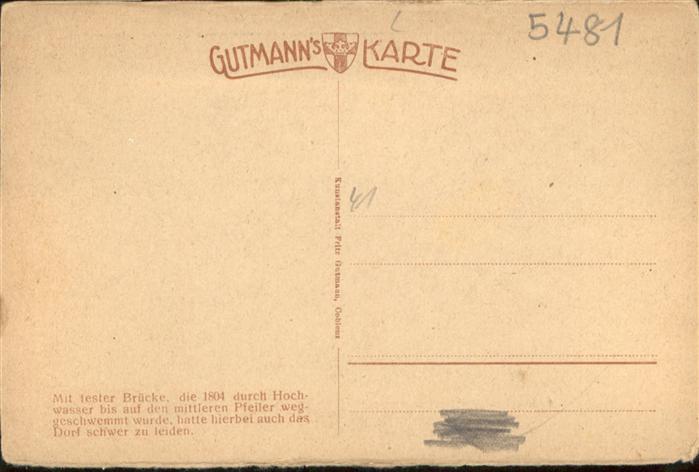 GUTMANN'S KARTE
5481
41
Kunstanstalt Fritz Gutmann, Coblenz
Mit fester Brücke, die 1804 durch Hoch-
wasser bis auf den mittleren Pfeiler weg-
geschwemmt wurde, hatte hierbei auch das
Dorf schwer zu leiden.